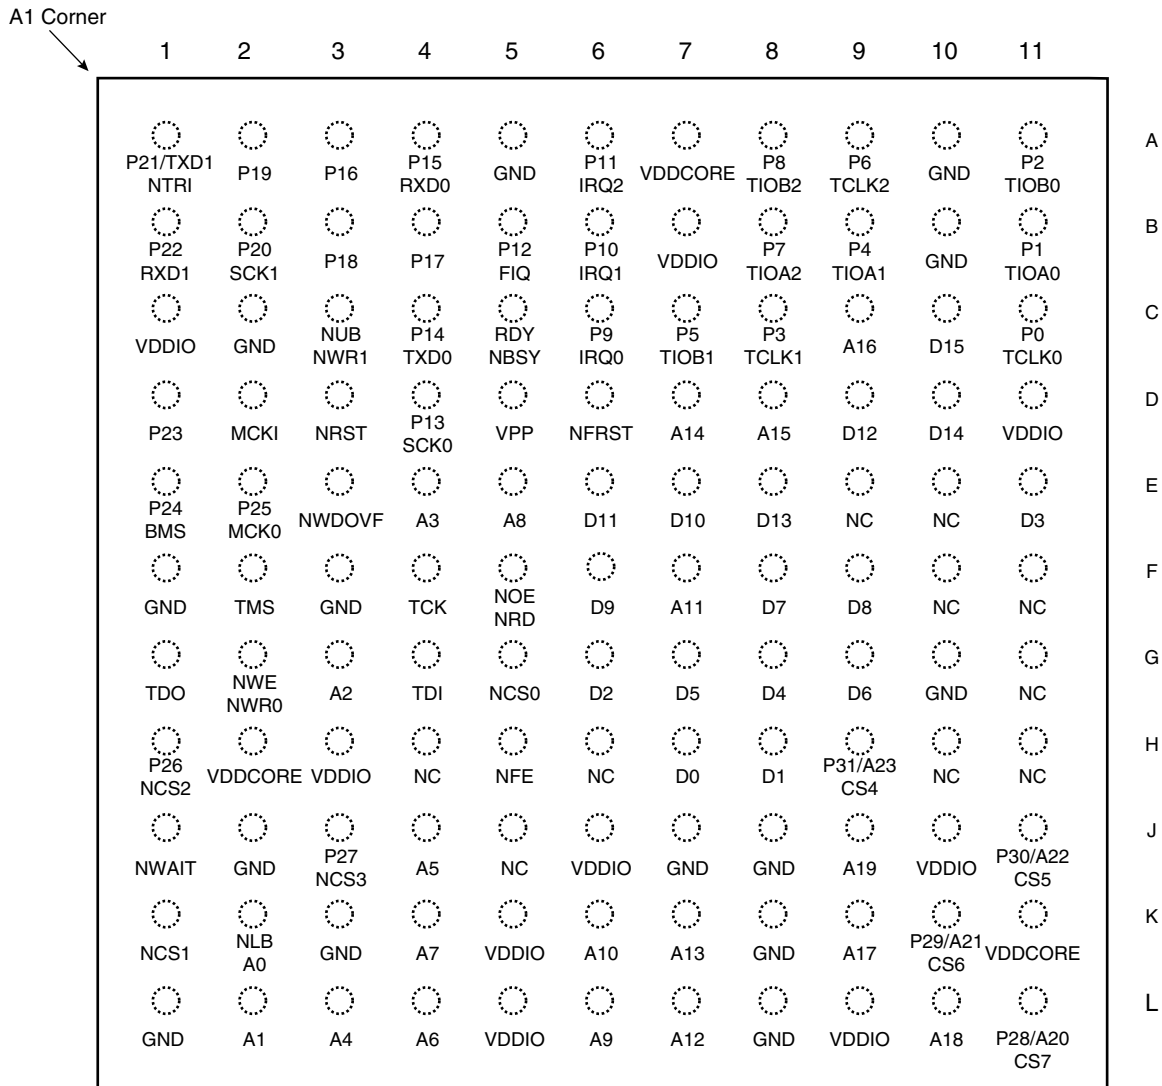 A1 Corner
1 2 3 4 5 6 7 8 9 10 11
A
P21/TXD1 P15 P11 P8 P6 P2
P19 P16 GND VDDCORE GND
NTRI RXD0 IRQ2 TIOB2 TCLK2 TIOB0
B
P22 P20 P12 P10 P7 P4 P1
P18 P17 VDDIO GND
RXD1 SCK1 FIQ IRQ1 TIOA2 TIOA1 TIOA0
C
NUB P14 RDY P9 P5 P3 P0
VDDIO GND A16 D15
NWR1 TXD0 NBSY IRQ0 TIOB1 TCLK1 TCLK0
D
P13
P23 MCKI NRST VPP NFRST A14 A15 D12 D14 VDDIO
SCK0
E
P24 P25
NWDOVF A3 A8 D11 D10 D13 NC NC D3
BMS MCK0
F
NOE
GND TMS GND TCK D9 A11 D7 D8 NC NC
NRD
G
NWE
TDO A2 TDI NCS0 D2 D5 D4 D6 GND NC
NWR0
H
P26 P31/A23
VDDCORE VDDIO NC NFE NC D0 D1 NC NC
NCS2 CS4
J
P27 P30/A22
NWAIT GND A5 NC VDDIO GND GND A19 VDDIO
NCS3 CS5
K
NLB P29/A21
NCS1 GND A7 VDDIO A10 A13 GND A17 VDDCORE
A0 CS6
L
GND A1 A4 A6 VDDIO A9 A12 GND VDDIO A18 P28/A20
CS7